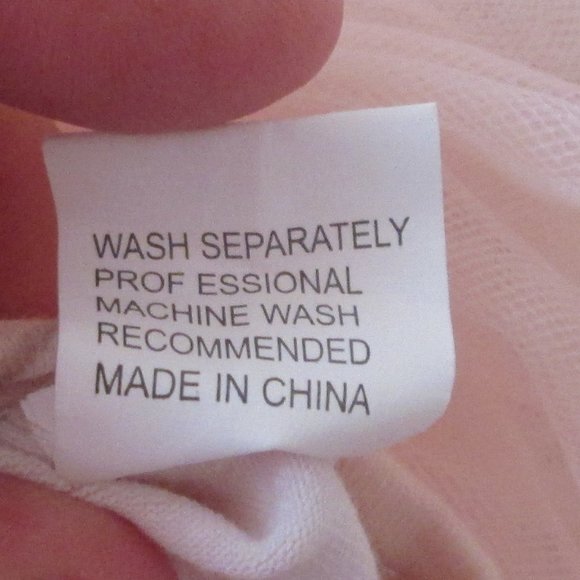 WASH SEPARATELY
PROF ESSIONAL
MACHINE WASH
RECOMMENDED
MADE IN CHINA